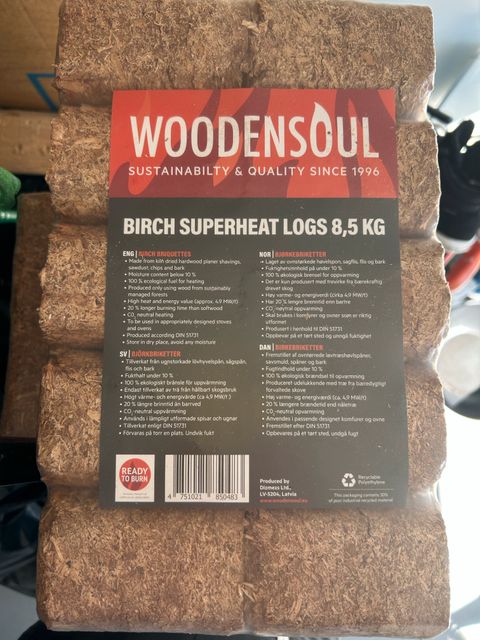 WOODENSOUL
SUSTAINABILTY & QUALITY SINCE 1996
BIRCH SUPERHEAT LOGS 8,5 KG
ENG | BIRCH BRIQUETTES
• Made from kiln dried hardwood planer shavings,
sawdust, chips and bark
• Moisture content below 10 %
• 100 % ecological fuel for heating
• Produced only using wood from sustainably
managed forests
• High heat and energy value (approx. 4.9 MW/t)
• 20 % longer burning time than softwood
• CO₂ neutral heating
• To be used in appropriately designed stoves
and ovens
• Produced according DIN 51731
• Store in dry place, avoid any moisture
SV | BJÖRKBRIKETTER
• Tillverkat från ugnstorkade lövhyvelspån, sågspån,
flis och bark
• Fukthalt under 10 %
• 100 % ekologiskt bränsle för uppvärmning
• Endast tillverkat av trä från hållbart skogsbruk
• Högt värme- och energivärde (ca 4,9 MW/t )
• 20 % längre brinntid än barrved
• CO₂-neutral uppvärmning
• Används i lämpligt utformade spisar och ugnar
• Tillverkat enligt DIN 51731
• Förvaras på torr en plats. Undvik fukt
NOR | BJØRKEBRIKETTER
• Laget av ovnstørkede høvelspon, sagflis, flis og bark
• Fuktighetsinnhold på under 10 %
• 100 % økologisk brensel for oppvarming
• Det er kun produsert med trevirke fra bærekraftig
drevet skog
• Høy varme- og energiverdi (cirka 4,9 MW/t)
• Har 20 % lengre brenntid enn bartre
• CO₂-nøytral oppvarming
• Skal brukes i komfyrer og ovner som er riktig
utformet
• Produsert i henhold til DIN 51731
• Oppbevar på et tørt sted og unngå fuktighet
DAN | BIRKEBRIKETTER
• Fremstillet af ovntørrede løvtræshøvlspåner,
savsmuld, spåner og bark
• Fugtindhold under 10 %
• 100 % økologisk brændsel til opvarmning
• Produceret udelukkende med træ fra bæredygtigt
forvaltede skove
• Høj varme- og energiværdi (ca. 4,9 MW/t)
• 20 % længere brændetid end nåletræ
• CO₂-neutral opvarmning
• Anvendes i passende designet komfurer og ovne
• Fremstillet efter DIN 51731
• Opbevares på et tørt sted, undgå fugt
READY
TO BURN
4 751021 850483
Produced by
LV-5204, Latvia
www.woodensoul.eu
Recyclable
Polyethylene
This packaging contains 30%
of post industrial recycled material